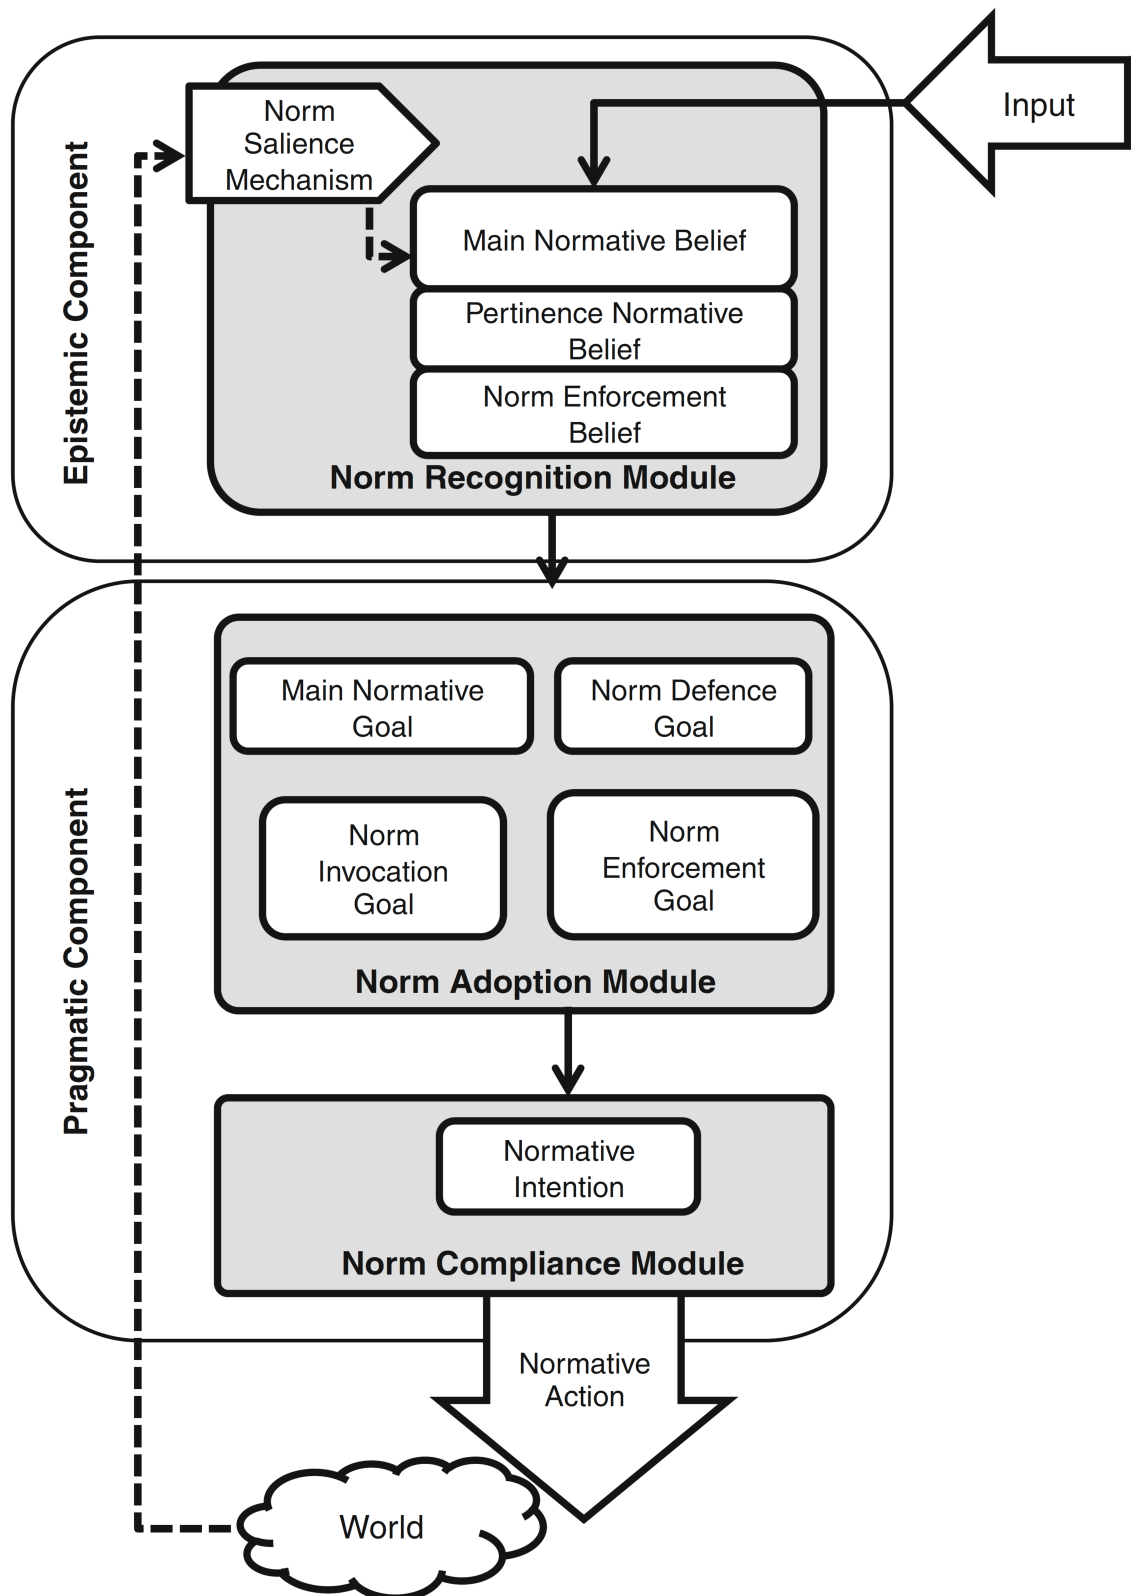 Input
Norm
Salience
Mechanism
Main Normative Belief
Pertinence Normative
Belief
Norm Enforcement
Belief
Norm Recognition Module
Epistemic Component
Main Normative
Goal
Norm Defence
Goal
Norm
Invocation
Goal
Norm
Enforcement
Goal
Norm Adoption Module
Pragmatic Component
Normative
Intention
Norm Compliance Module
Normative
Action
World